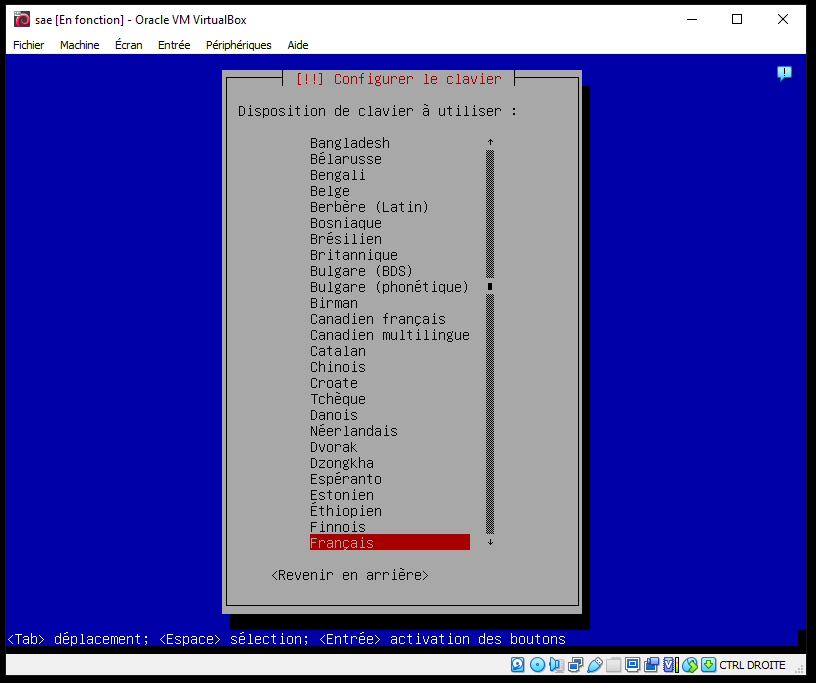 sae [En fonction] - Oracle VM VirtualBox
Fichier Machine Écran Entrée Périphériques Aide
[!!] Configurer le clavier
Disposition de clavier à utiliser :
Bangladesh
Bélarusse
Bengali
Belge
Berbère (Latin)
Bosniaque
Brésilien
Britannique
Bulgare (BDS)
Bulgare (phonétique)
Birman
Canadien français
Canadien multilingue
Catalan
Chinois
Croate
Tchèque
Danois
Néerlandais
Dvorak
Dzongkha
Espéranto
Estonien
Éthiopien
Finnois
Français
<Revenir en arrière>
<Tab> déplacement; <Espace> sélection; <Entrée> activation des boutons
CTRL DROITE